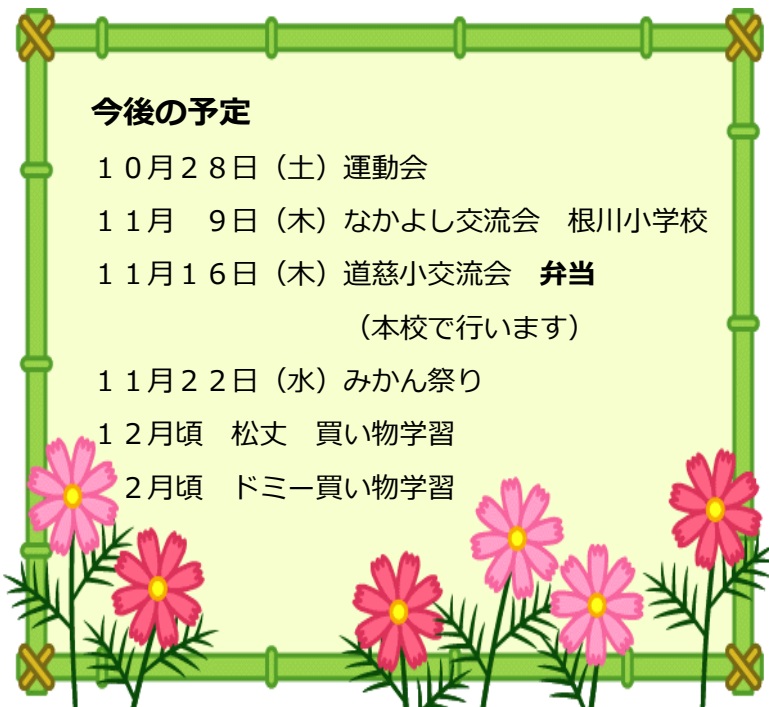 今後の予定
１０月２８日（土）運動会
１１月　９日（木）なかよし交流会　根川小学校
１１月１６日（木）道慈小交流会　弁当
（本校で行います）
１１月２２日（水）みかん祭り
１２月頃　松丈　買い物学習
２月頃　ドミー買い物学習